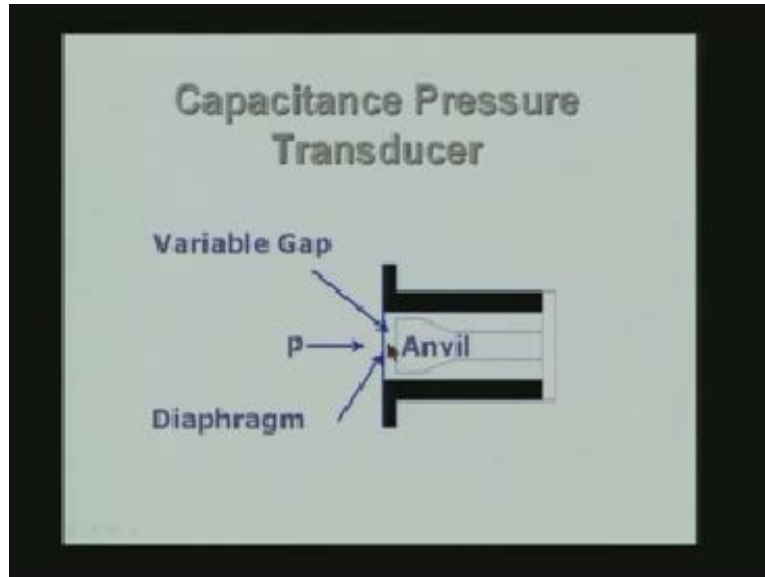 Capacitance Pressure
Transducer
Variable Gap
P
Anvil
Diaphragm